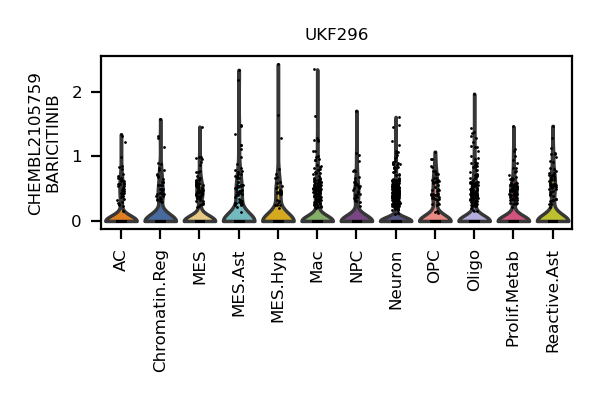 UKF296
CHEMBL2105759
BARICITINIB
2
1
0
AC
Chromatin.Reg
MES
MES.Ast
MES.Hyp
Mac
NPC
Neuron
OPC
Oligo
Prolif.Metab
Reactive.Ast